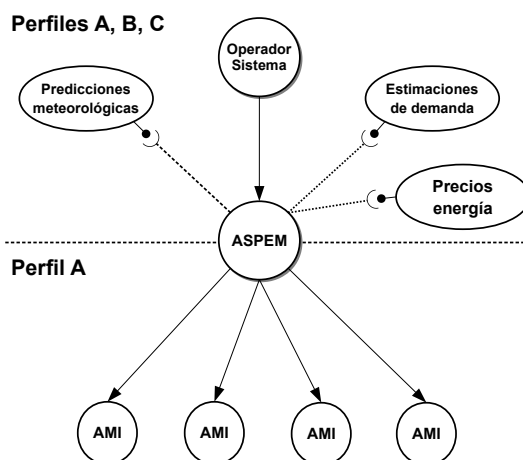 Perfiles A, B, C
Operador
Sistema
Predicciones
meteorológicas
Estimaciones
de demanda
Precios
energía
ASPEM
Perfil A
AMI
AMI
AMI
AMI